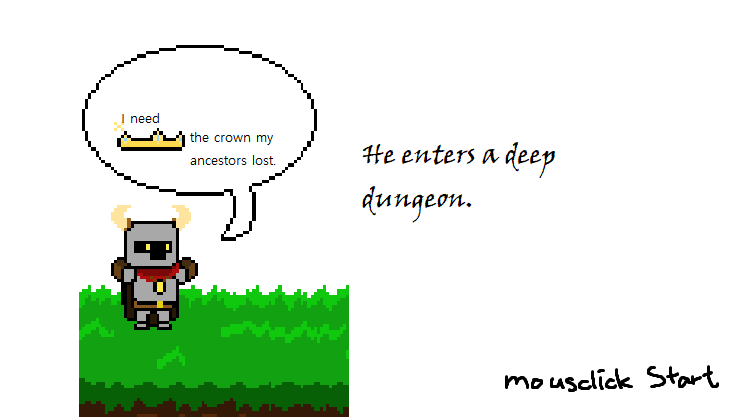 I need
the crown my
ancestors lost.
He enters a deep
dungeon.
mousclick Start